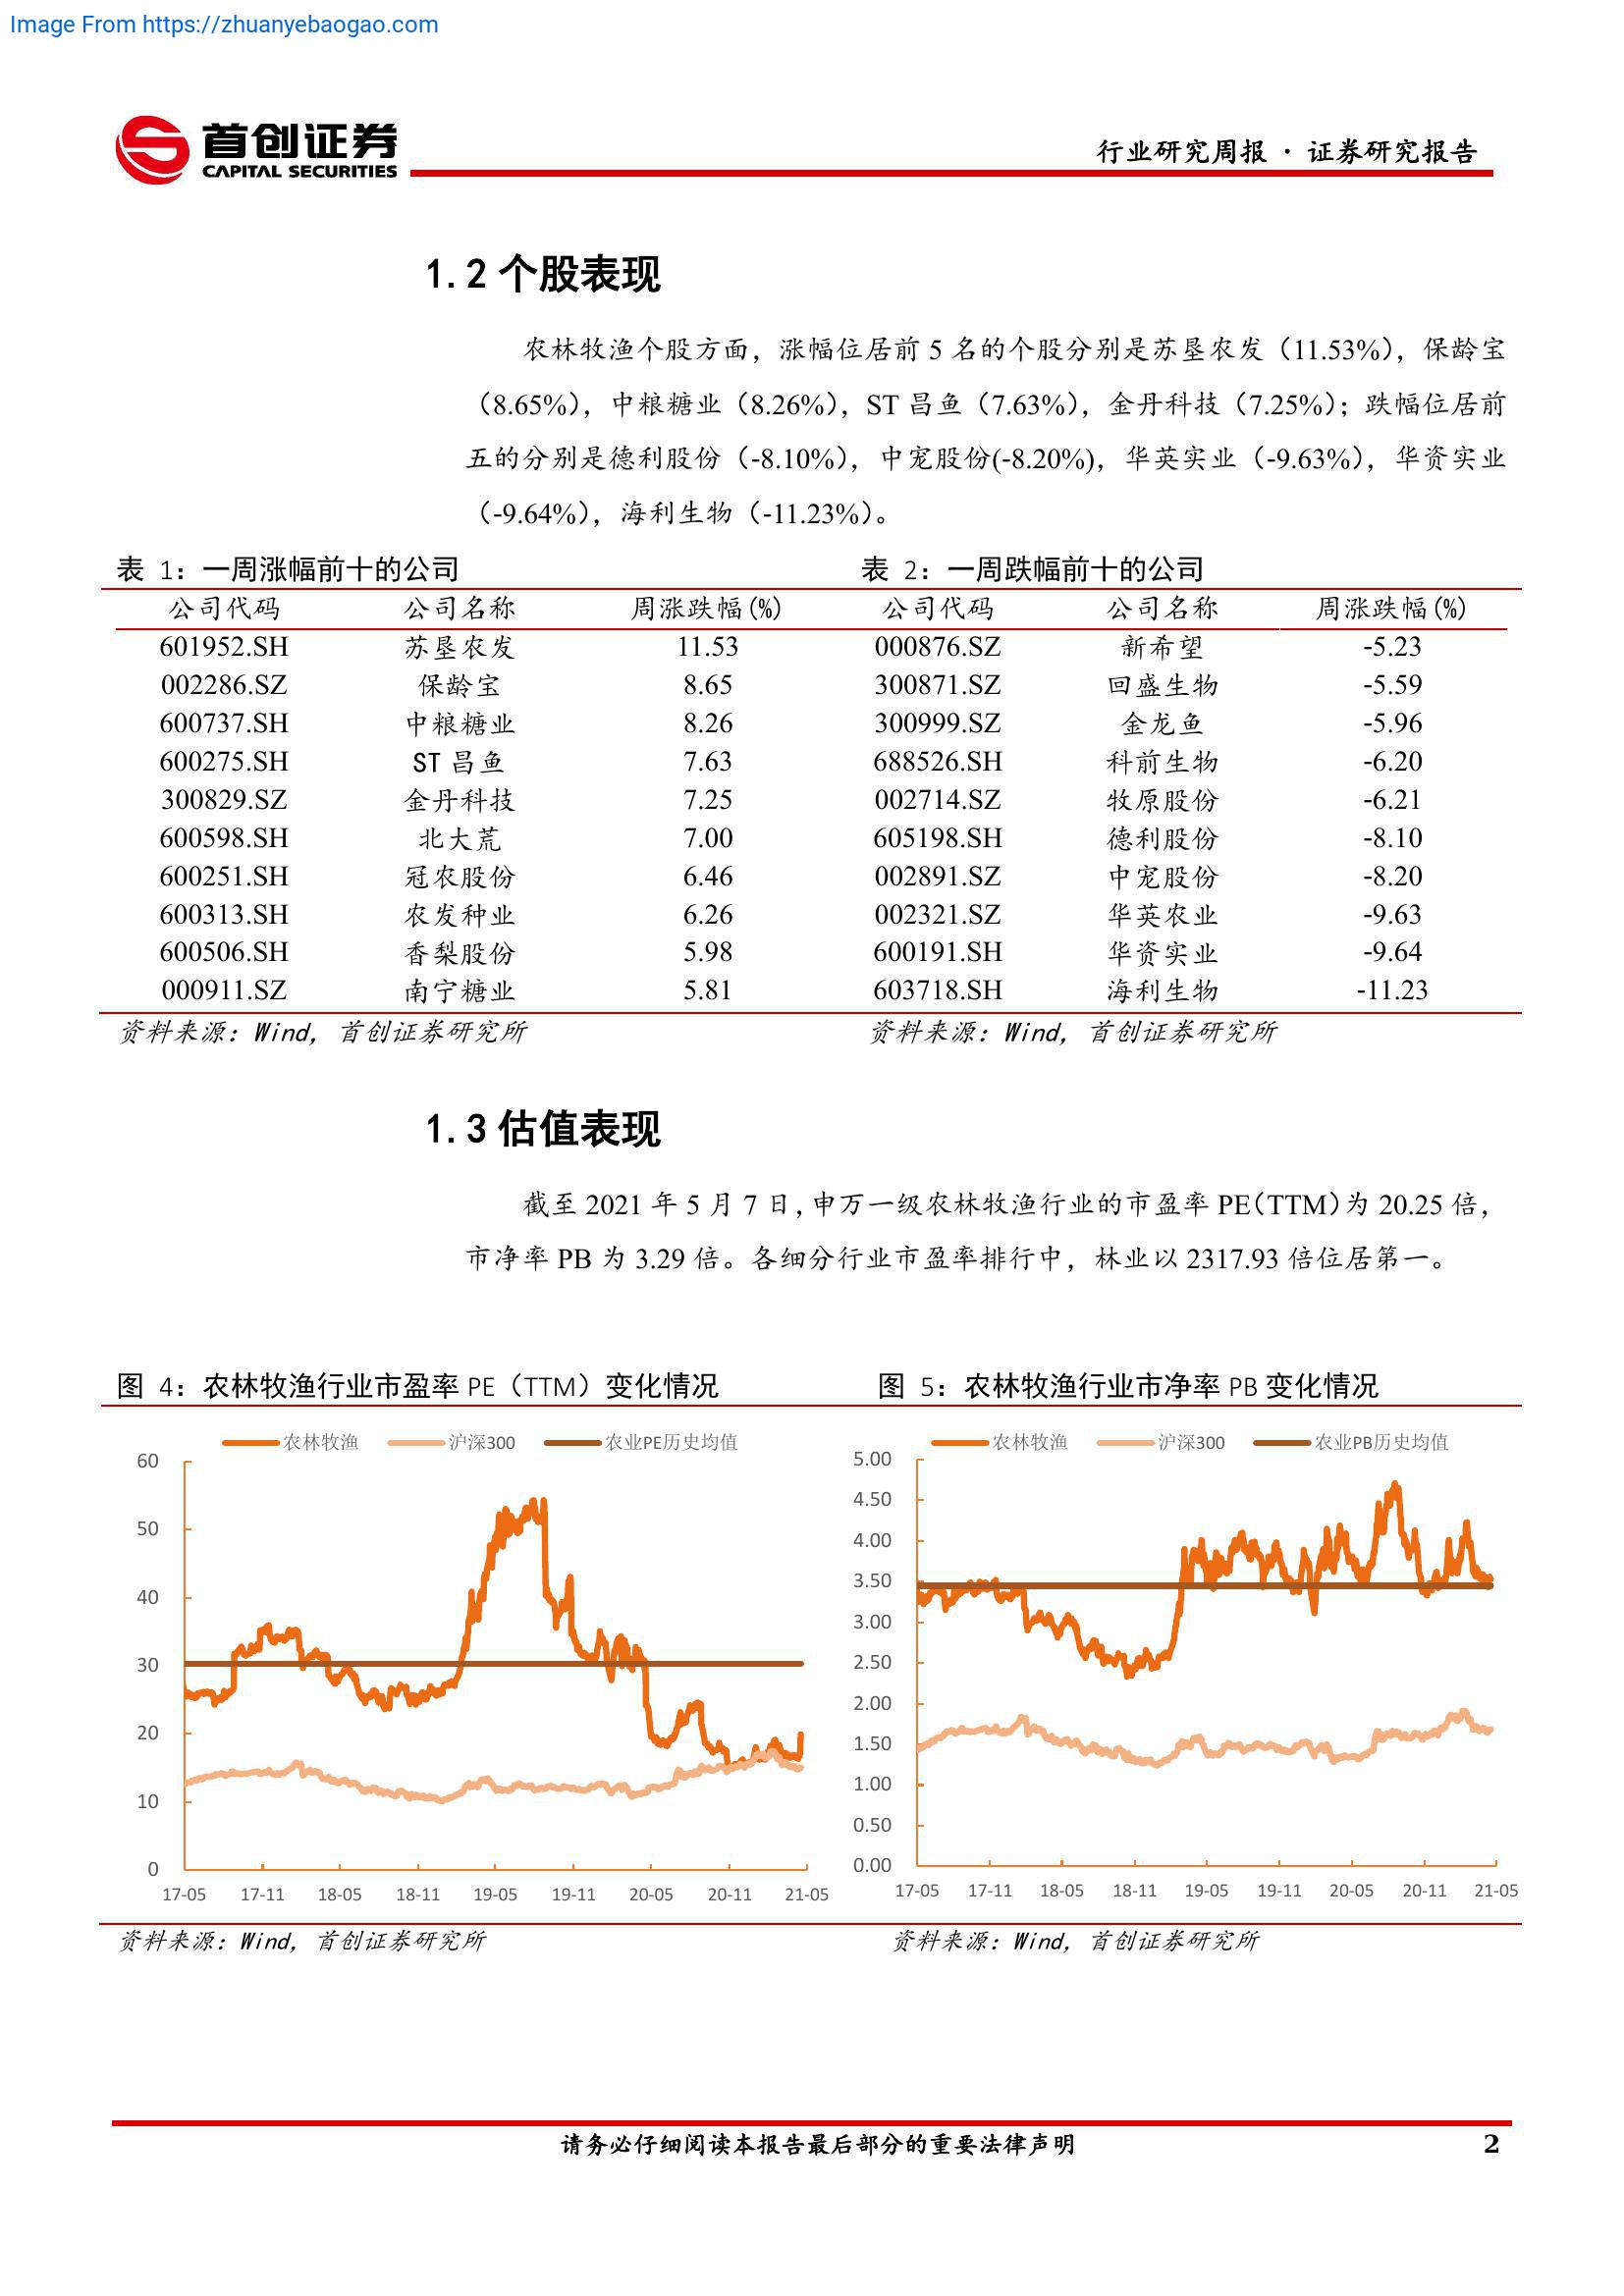 Image From https://zhuanyebaogao.com
首创证券
CAPITAL SECURITIES
行业研究周报 · 证券研究报告
1.2 个股表现
农林牧渔个股方面，涨幅位居前 5 名的个股分别是苏垦农发（11.53%），保龄宝
（8.65%），中粮糖业（8.26%），ST 昌鱼（7.63%），金丹科技（7.25%）；跌幅位居前
五的分别是德利股份（-8.10%），中宠股份(-8.20%)，华英实业（-9.63%），华资实业
（-9.64%），海利生物（-11.23%）。
表 1：一周涨幅前十的公司 表 2：一周跌幅前十的公司
公司代码 公司名称 周涨跌幅(%) 公司代码 公司名称 周涨跌幅(%)
601952.SH 苏垦农发 11.53 000876.SZ 新希望 -5.23
002286.SZ 保龄宝 8.65 300871.SZ 回盛生物 -5.59
600737.SH 中粮糖业 8.26 300999.SZ 金龙鱼 -5.96
600275.SH ST 昌鱼 7.63 688526.SH 科前生物 -6.20
300829.SZ 金丹科技 7.25 002714.SZ 牧原股份 -6.21
600598.SH 北大荒 7.00 605198.SH 德利股份 -8.10
600251.SH 冠农股份 6.46 002891.SZ 中宠股份 -8.20
600313.SH 农发种业 6.26 002321.SZ 华英农业 -9.63
600506.SH 香梨股份 5.98 600191.SH 华资实业 -9.64
000911.SZ 南宁糖业 5.81 603718.SH 海利生物 -11.23
资料来源：Wind，首创证券研究所 资料来源：Wind，首创证券研究所
1.3 估值表现
截至 2021 年 5 月 7 日，申万一级农林牧渔行业的市盈率 PE（TTM）为 20.25 倍，
市净率 PB 为 3.29 倍。各细分行业市盈率排行中，林业以 2317.93 倍位居第一。
图 4：农林牧渔行业市盈率 PE（TTM）变化情况 图 5：农林牧渔行业市净率 PB 变化情况
农林牧渔 沪深300 农业PE历史均值
60
50
40
30
20
10
0
17-05 17-11 18-05 18-11 19-05 19-11 20-05 20-11 21-05
农林牧渔 沪深300 农业PB历史均值
5.00
4.50
4.00
3.50
3.00
2.50
2.00
1.50
1.00
0.50
0.00
17-05 17-11 18-05 18-11 19-05 19-11 20-05 20-11 21-05
资料来源：Wind，首创证券研究所 资料来源：Wind，首创证券研究所
请务必仔细阅读本报告最后部分的重要法律声明 2